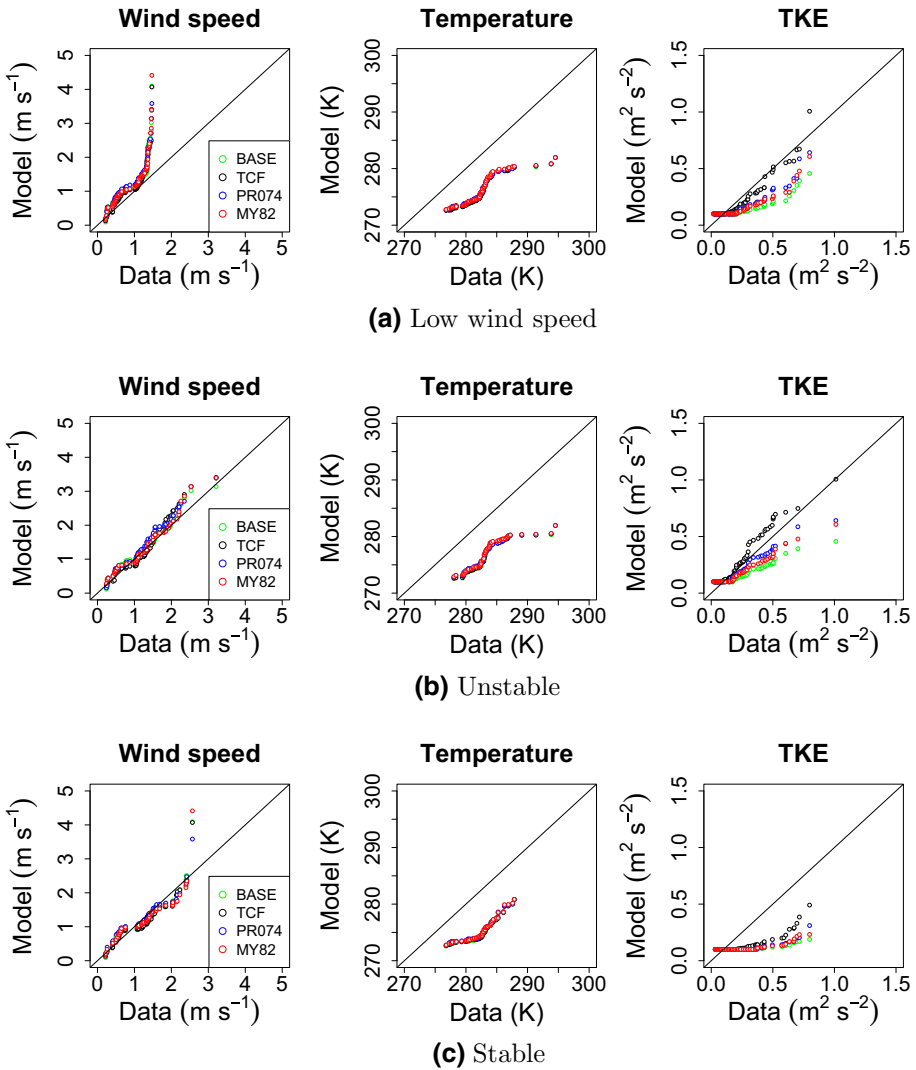 Wind speed
Temperature
TKE
Model (m s⁻¹)
0 1 2 3 4 5
BASE
TCF
PR074
MY82
0 1 2 3 4 5
Data (m s⁻¹)
Model (K)
270 280 290 300
270 280 290 300
Data (K)
Model (m² s⁻²)
0.0 0.5 1.0 1.5
0.0 0.5 1.0 1.5
Data (m² s⁻²)
(a) Low wind speed
Wind speed
Temperature
TKE
Model (m s⁻¹)
0 1 2 3 4 5
BASE
TCF
PR074
MY82
0 1 2 3 4 5
Data (m s⁻¹)
Model (K)
270 280 290 300
270 280 290 300
Data (K)
Model (m² s⁻²)
0.0 0.5 1.0 1.5
0.0 0.5 1.0 1.5
Data (m² s⁻²)
(b) Unstable
Wind speed
Temperature
TKE
Model (m s⁻¹)
0 1 2 3 4 5
BASE
TCF
PR074
MY82
0 1 2 3 4 5
Data (m s⁻¹)
Model (K)
270 280 290 300
270 280 290 300
Data (K)
Model (m² s⁻²)
0.0 0.5 1.0 1.5
0.0 0.5 1.0 1.5
Data (m² s⁻²)
(c) Stable